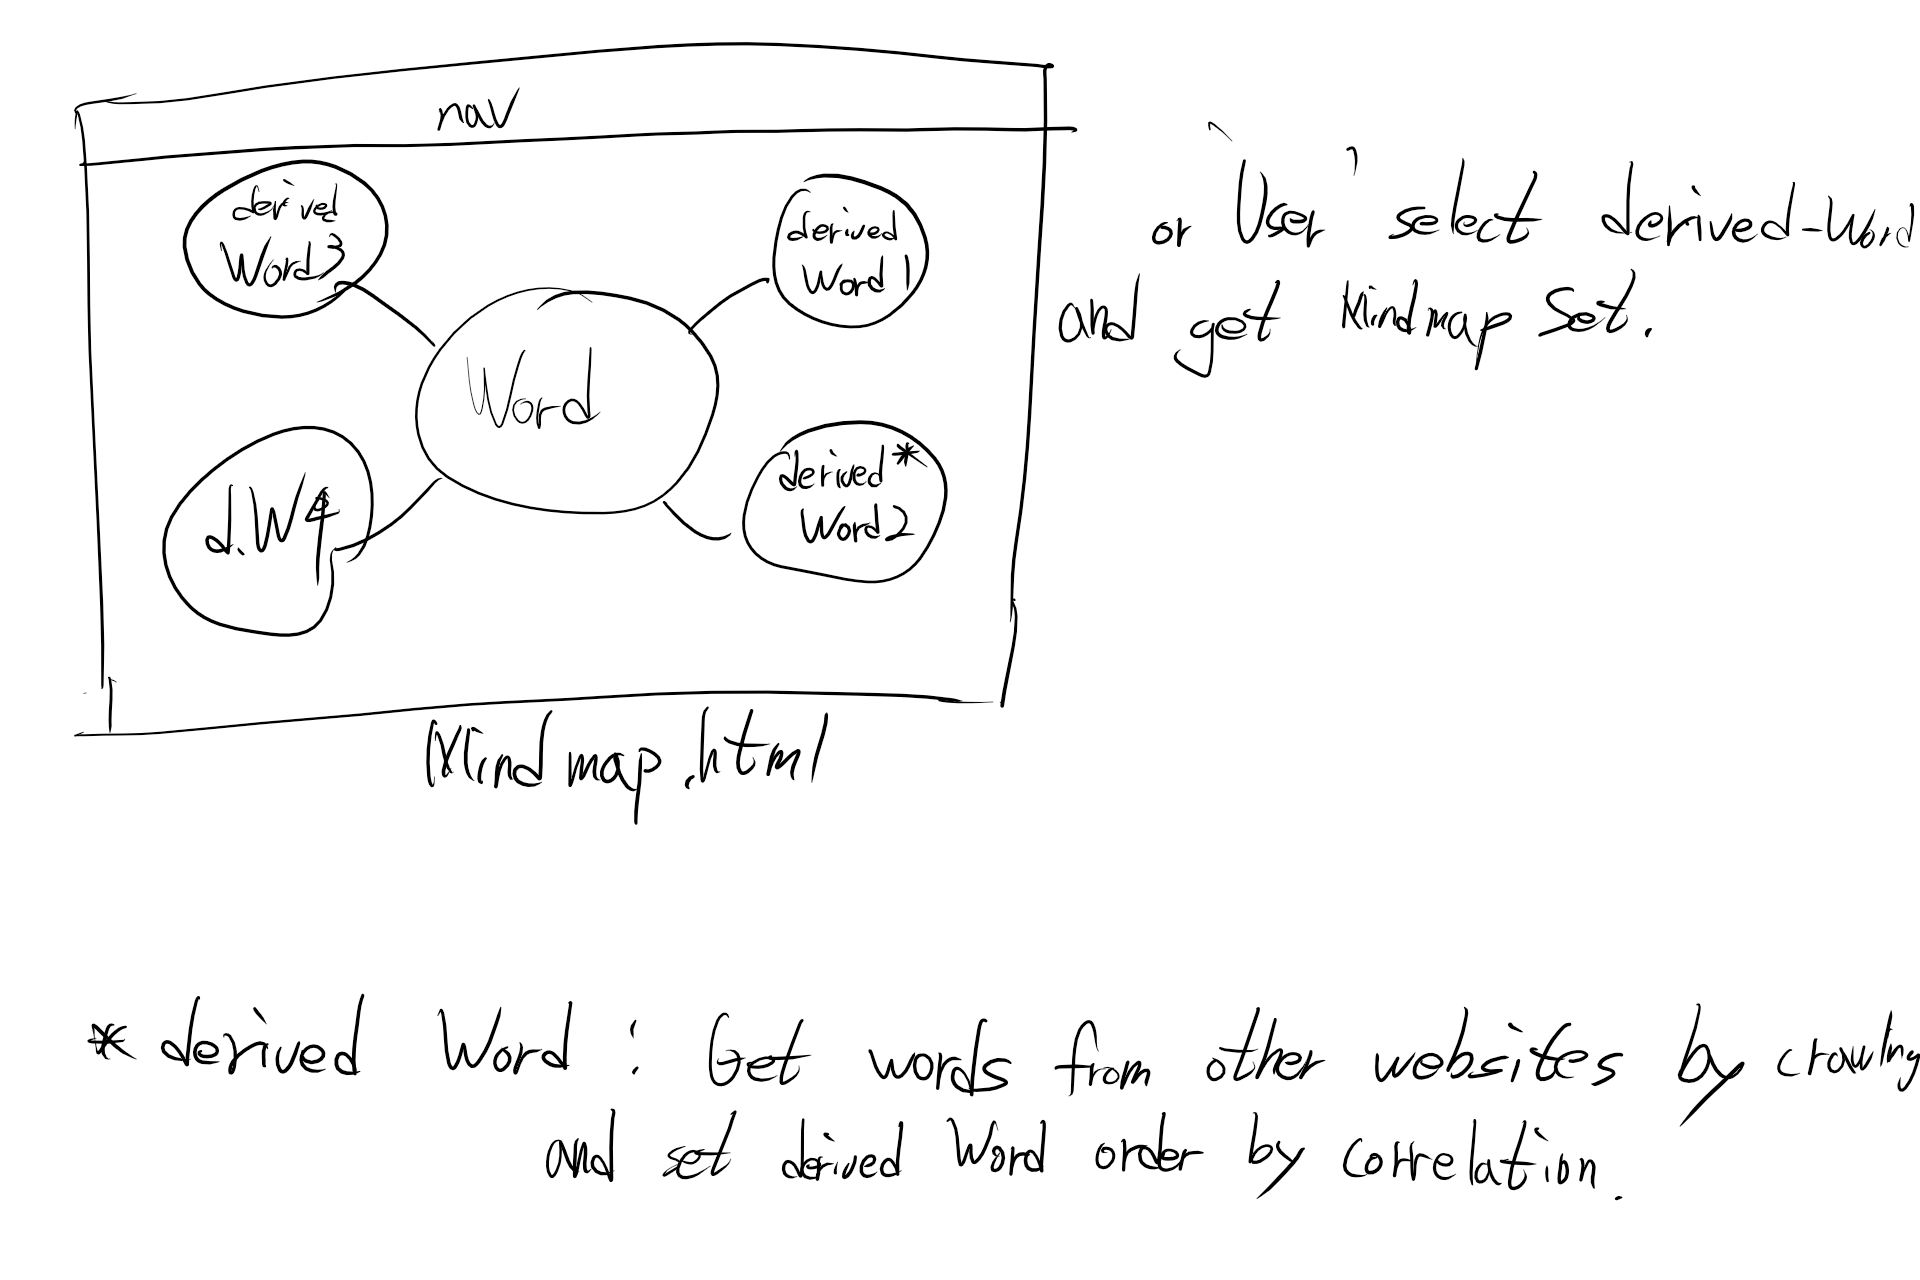 nav
derived
Word3
derived
Word 1
Word
d.W4
derived*
Word2
Mindmap.html
or 'User' select derived-Word
and get Mindmap Set.
* derived Word : Get words from other websites by crawling
and set derived Word order by correlation.